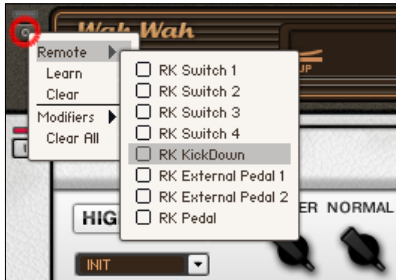 Wah Wah
Remote
Learn
Clear
Modifiers
Clear All
RK Switch 1
RK Switch 2
RK Switch 3
RK Switch 4
RK KickDown
RK External Pedal 1
RK External Pedal 2
RK Pedal
UP
HIG
ER NORMAL
INIT